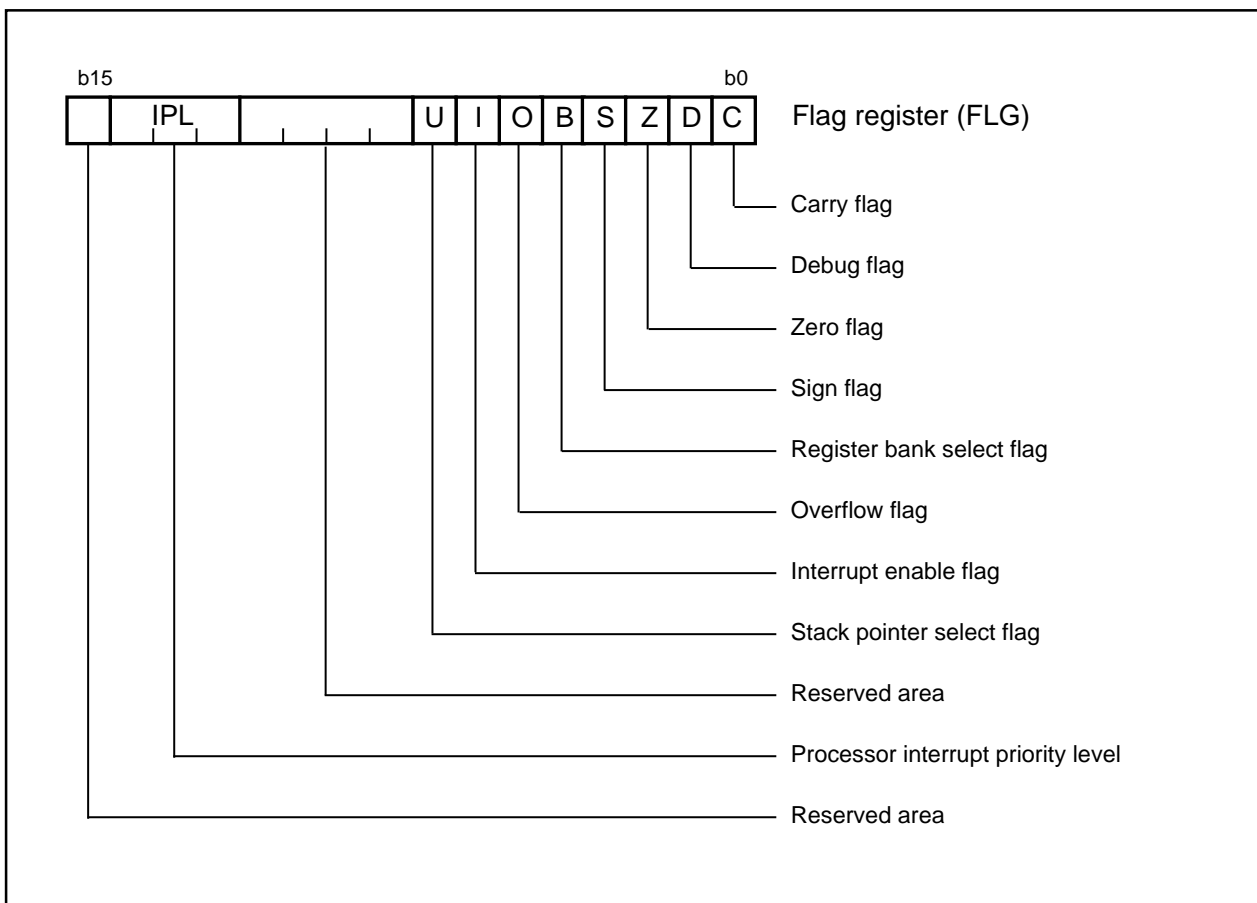 b15 b0
IPL U I O B S Z D C Flag register (FLG)
Carry flag
Debug flag
Zero flag
Sign flag
Register bank select flag
Overflow flag
Interrupt enable flag
Stack pointer select flag
Reserved area
Processor interrupt priority level
Reserved area